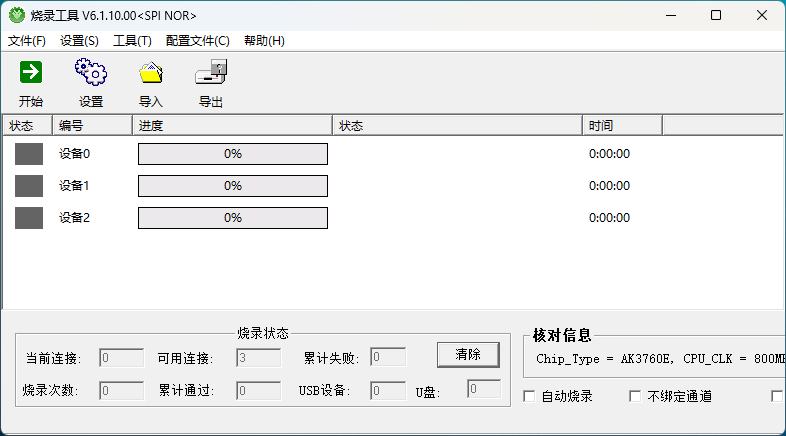 烧录工具 V6.1.10.00<SPI NOR>
文件(F) 设置(S) 工具(T) 配置文件(C) 帮助(H)
开始 设置 导入 导出
状态 编号 进度 状态 时间
设备0 0% 0:00:00
设备1 0% 0:00:00
设备2 0% 0:00:00
烧录状态
当前连接: 0 可用连接: 3 累计失败: 0 清除
烧录次数: 0 累计通过: 0 USB设备: 0 U盘: 0
核对信息
Chip_Type = AK3760E, CPU_CLK = 800M
自动烧录 不绑定通道